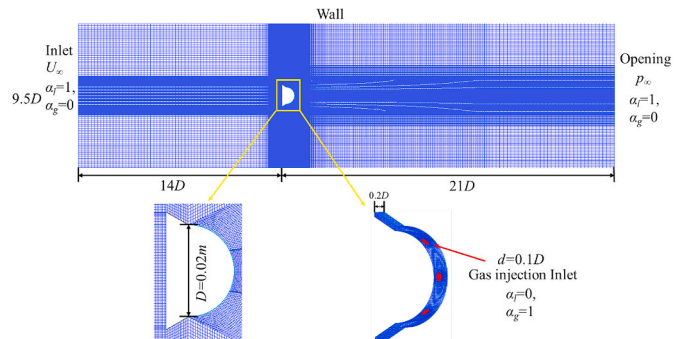 Wall
Inlet
U∞
αl=1,
αg=0
9.5D
Opening
p∞
αl=1,
αg=0
14D
21D
D=0.02m
0.2D
d=0.1D
Gas injection Inlet
αl=0,
αg=1